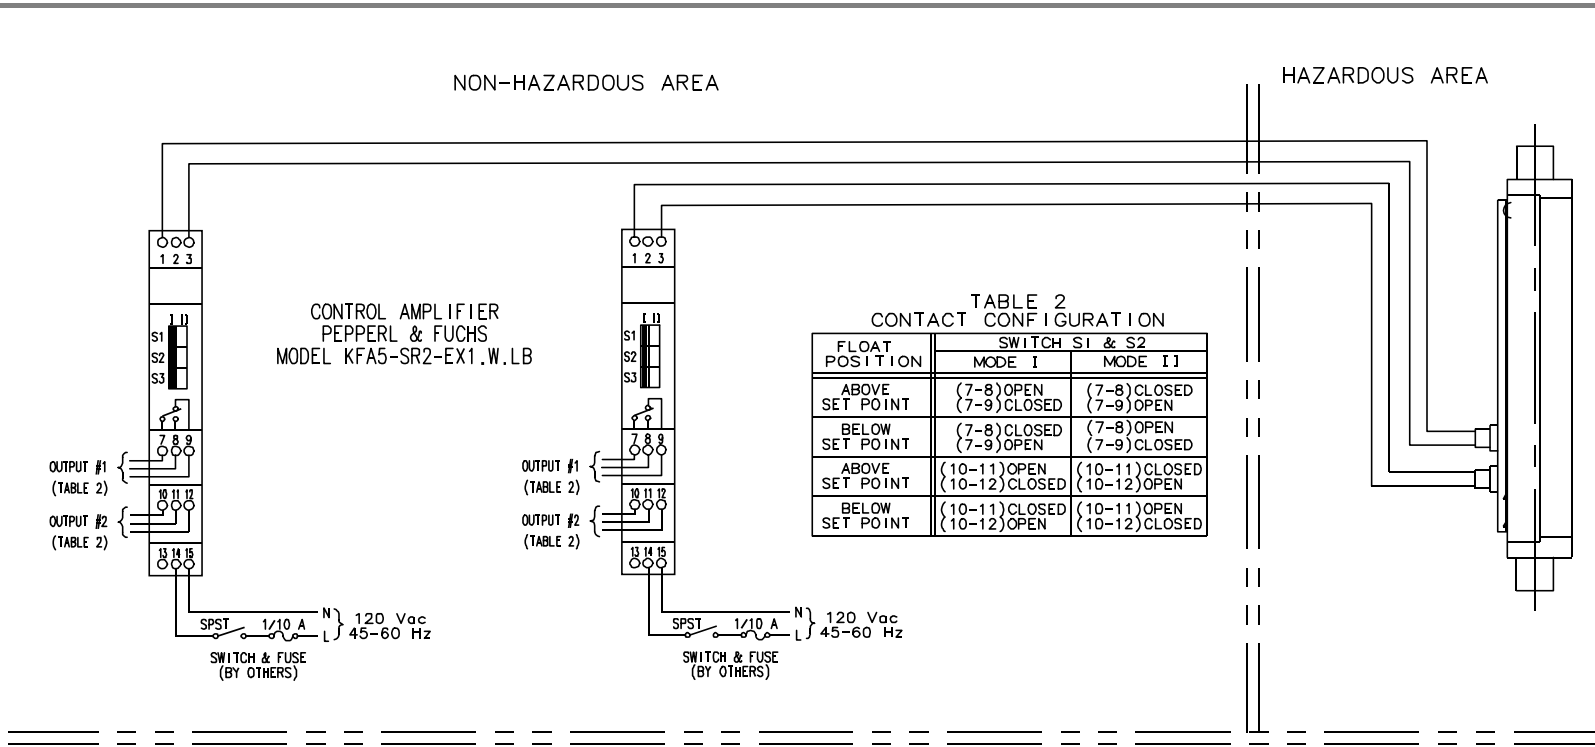 NON-HAZARDOUS AREA
HAZARDOUS AREA
1 2 3
I II
S1
S2
S3
7 8 9
OUTPUT #1
(TABLE 2)
10 11 12
OUTPUT #2
(TABLE 2)
13 14 15
SPST
1/10 A
N
L
120 Vac
45-60 Hz
SWITCH & FUSE
(BY OTHERS)
CONTROL AMPLIFIER
PEPPERL & FUCHS
MODEL KFA5-SR2-EX1.W.LB
1 2 3
I II
S1
S2
S3
7 8 9
OUTPUT #1
(TABLE 2)
10 11 12
OUTPUT #2
(TABLE 2)
13 14 15
SPST
1/10 A
N
L
120 Vac
45-60 Hz
SWITCH & FUSE
(BY OTHERS)
TABLE 2
CONTACT CONFIGURATION
FLOAT POSITION
SWITCH S1 & S2
MODE I
MODE II
ABOVE (7-8)OPEN (7-8)CLOSED
SET POINT (7-9)CLOSED (7-9)OPEN
BELOW (7-8)CLOSED (7-8)OPEN
SET POINT (7-9)OPEN (7-9)CLOSED
ABOVE (10-11)OPEN (10-11)CLOSED
SET POINT (10-12)CLOSED (10-12)OPEN
BELOW (10-11)CLOSED (10-11)OPEN
SET POINT (10-12)OPEN (10-12)CLOSED